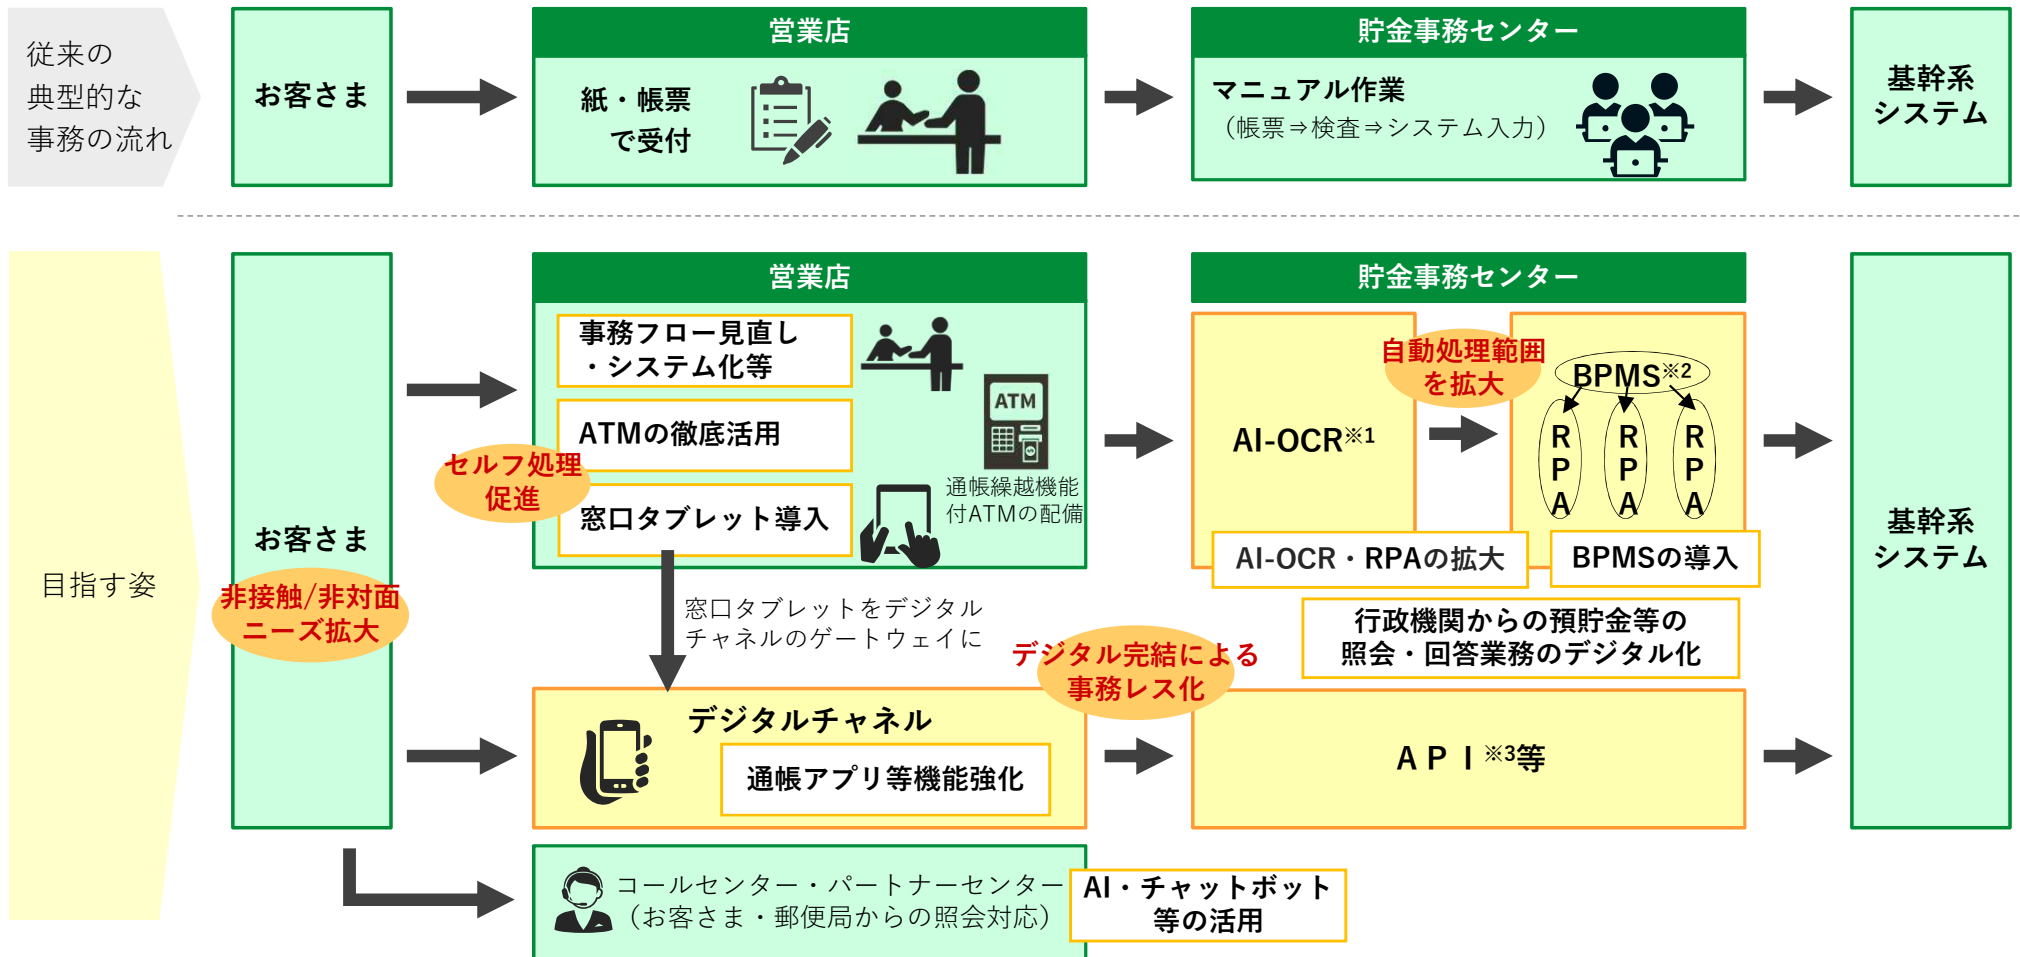 従来の
典型的な
事務の流れ
お客さま
営業店
紙・帳票
で受付
貯金事務センター
マニュアル作業
（帳票⇒検査⇒システム入力）
基幹系
システム
目指す姿
お客さま
非接触/非対面
ニーズ拡大
営業店
事務フロー見直し
・システム化等
ATMの徹底活用
セルフ処理
促進
窓口タブレット導入
ATM
通帳繰越機能
付ATMの配備
窓口タブレットをデジタル
チャネルのゲートウェイに
貯金事務センター
AI-OCR※1
自動処理範囲
を拡大
BPMS※2
RPA
RPA
RPA
AI-OCR・RPAの拡大
BPMSの導入
行政機関からの預貯金等の
照会・回答業務のデジタル化
デジタル完結による
事務レス化
デジタルチャネル
通帳アプリ等機能強化
ＡＰＩ※3等
基幹系
システム
コールセンター・パートナーセンター
（お客さま・郵便局からの照会対応）
AI・チャットボット
等の活用